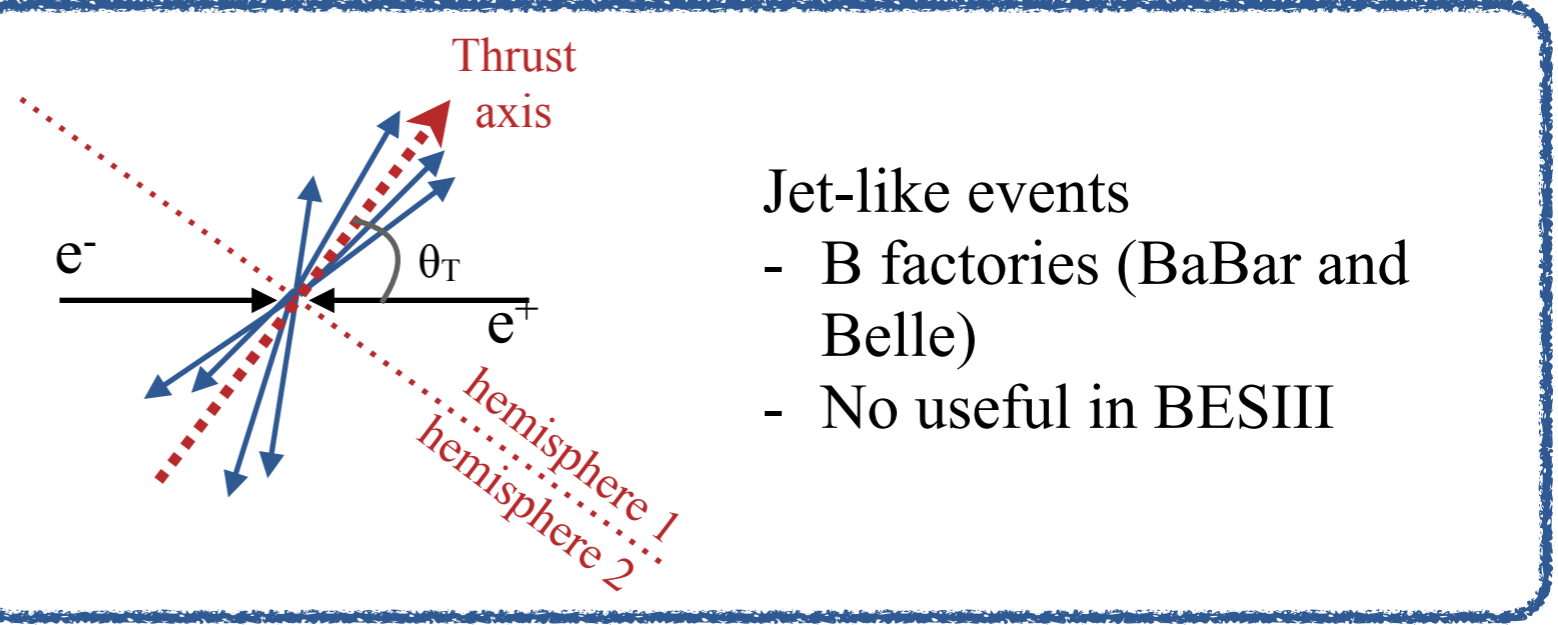 Thrust
axis
e⁻
θT
e⁺
hemisphere 1
hemisphere 2
Jet-like events
- B factories (BaBar and
Belle)
- No useful in BESIII